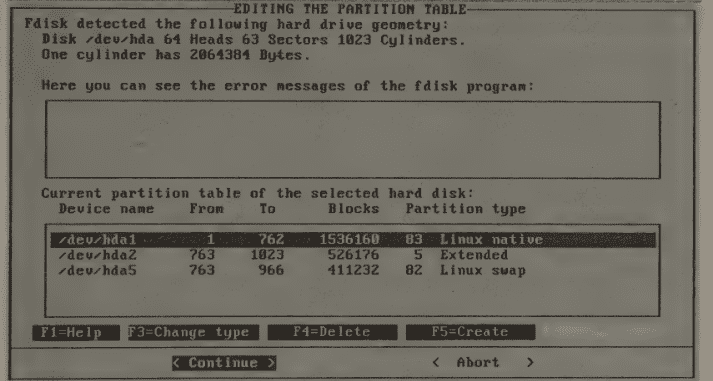 EDITING THE PARTITION TABLE
Fdisk detected the following hard drive geometry:
Disk /dev/hda 64 Heads 63 Sectors 1023 Cylinders.
One cylinder has 2064384 Bytes.
Here you can see the error messages of the fdisk program:
Current partition table of the selected hard disk:
Device name From To Blocks Partition type
/dev/hda1 1 762 1536160 83 Linux native
/dev/hda2 763 1023 526176 5 Extended
/dev/hda5 763 966 411232 82 Linux swap
F1=Help F3=Change type F4=Delete F5=Create
< Continue > < Abort >